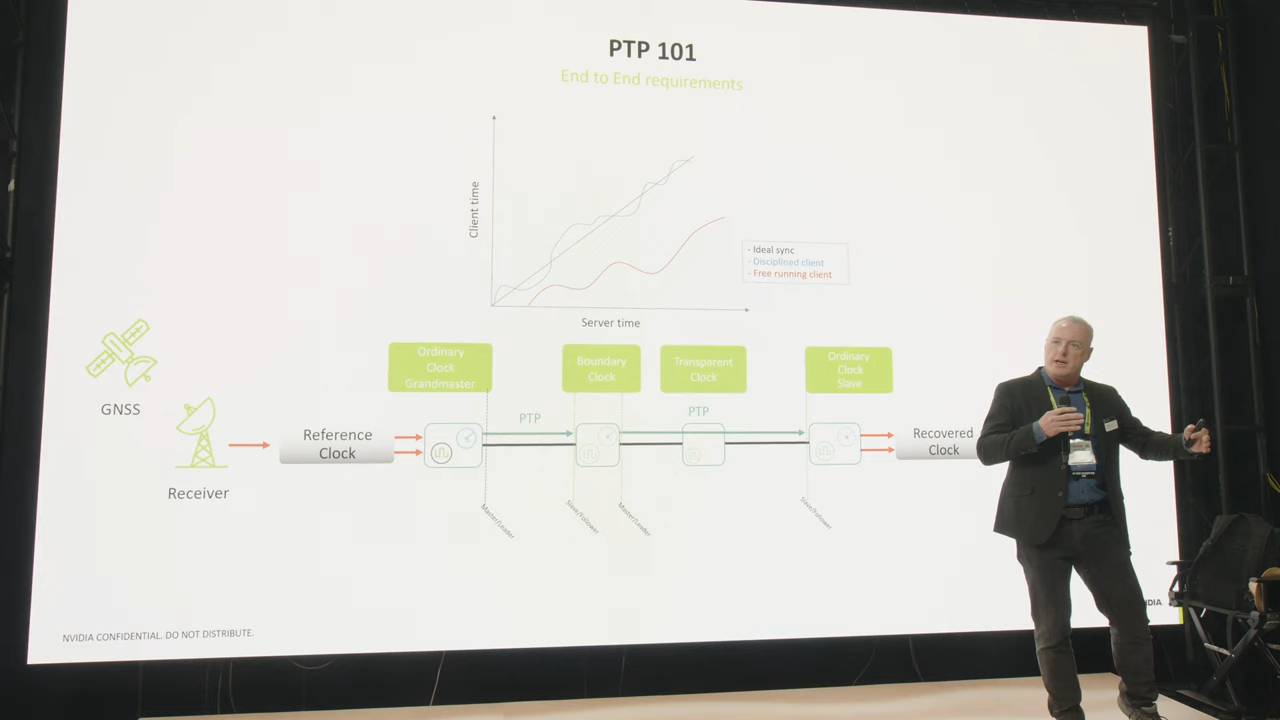 PTP 101
End to End requirements
Client time
- Ideal sync
- Disciplined client
- Free running client
Server time
GNSS
Receiver
Reference
Clock
Ordinary
Clock
Grandmaster
PTP
Boundary
Clock
Transparent
Clock
PTP
Ordinary
Clock
Slave
Recovered
Clock
Master/Leader
Slave/Follower
Master/Leader
Slave/Follower
NVIDIA CONFIDENTIAL. DO NOT DISTRIBUTE.